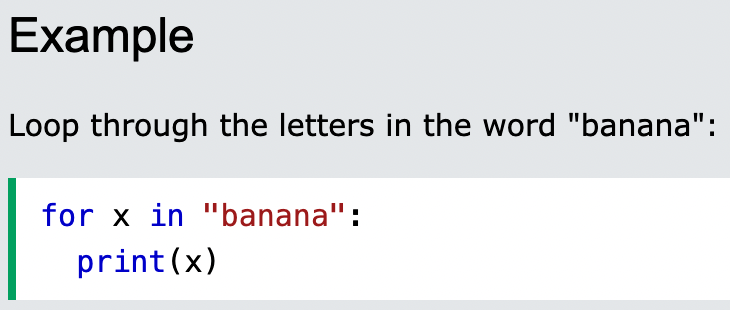 Example
Loop through the letters in the word "banana":
for x in "banana":
  print(x)